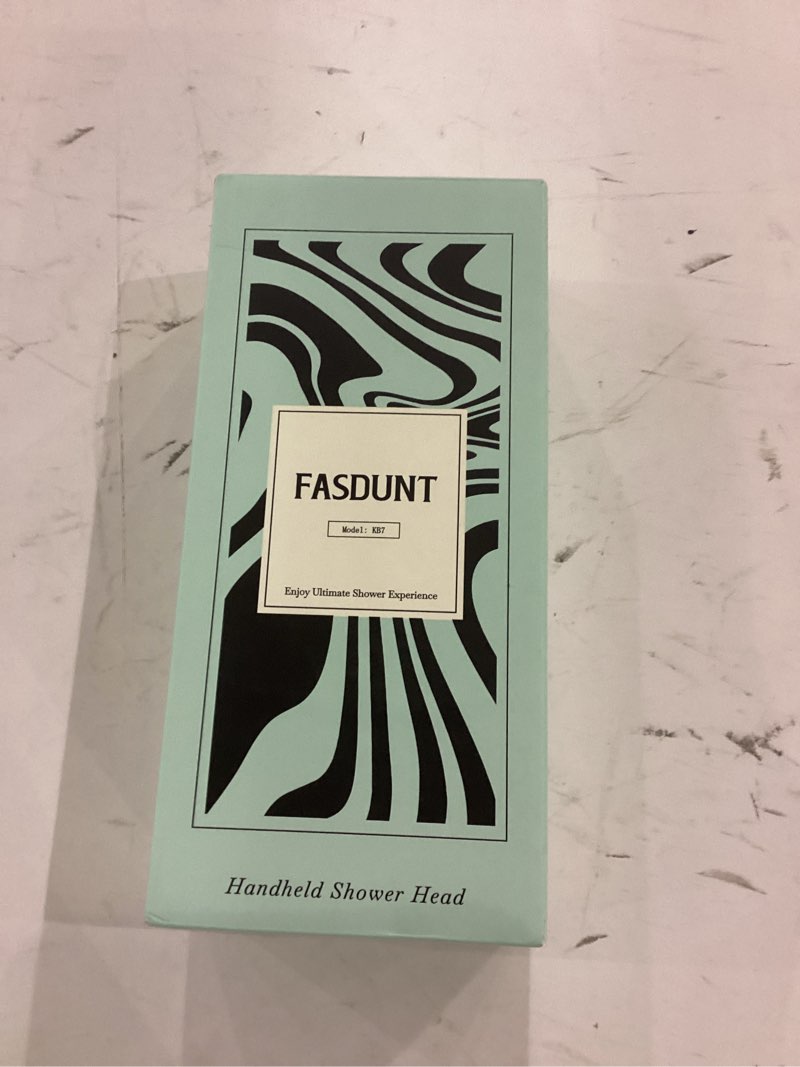 FASDUNT
Model: KB7
Enjoy Ultimate Shower Experience
Handheld Shower Head